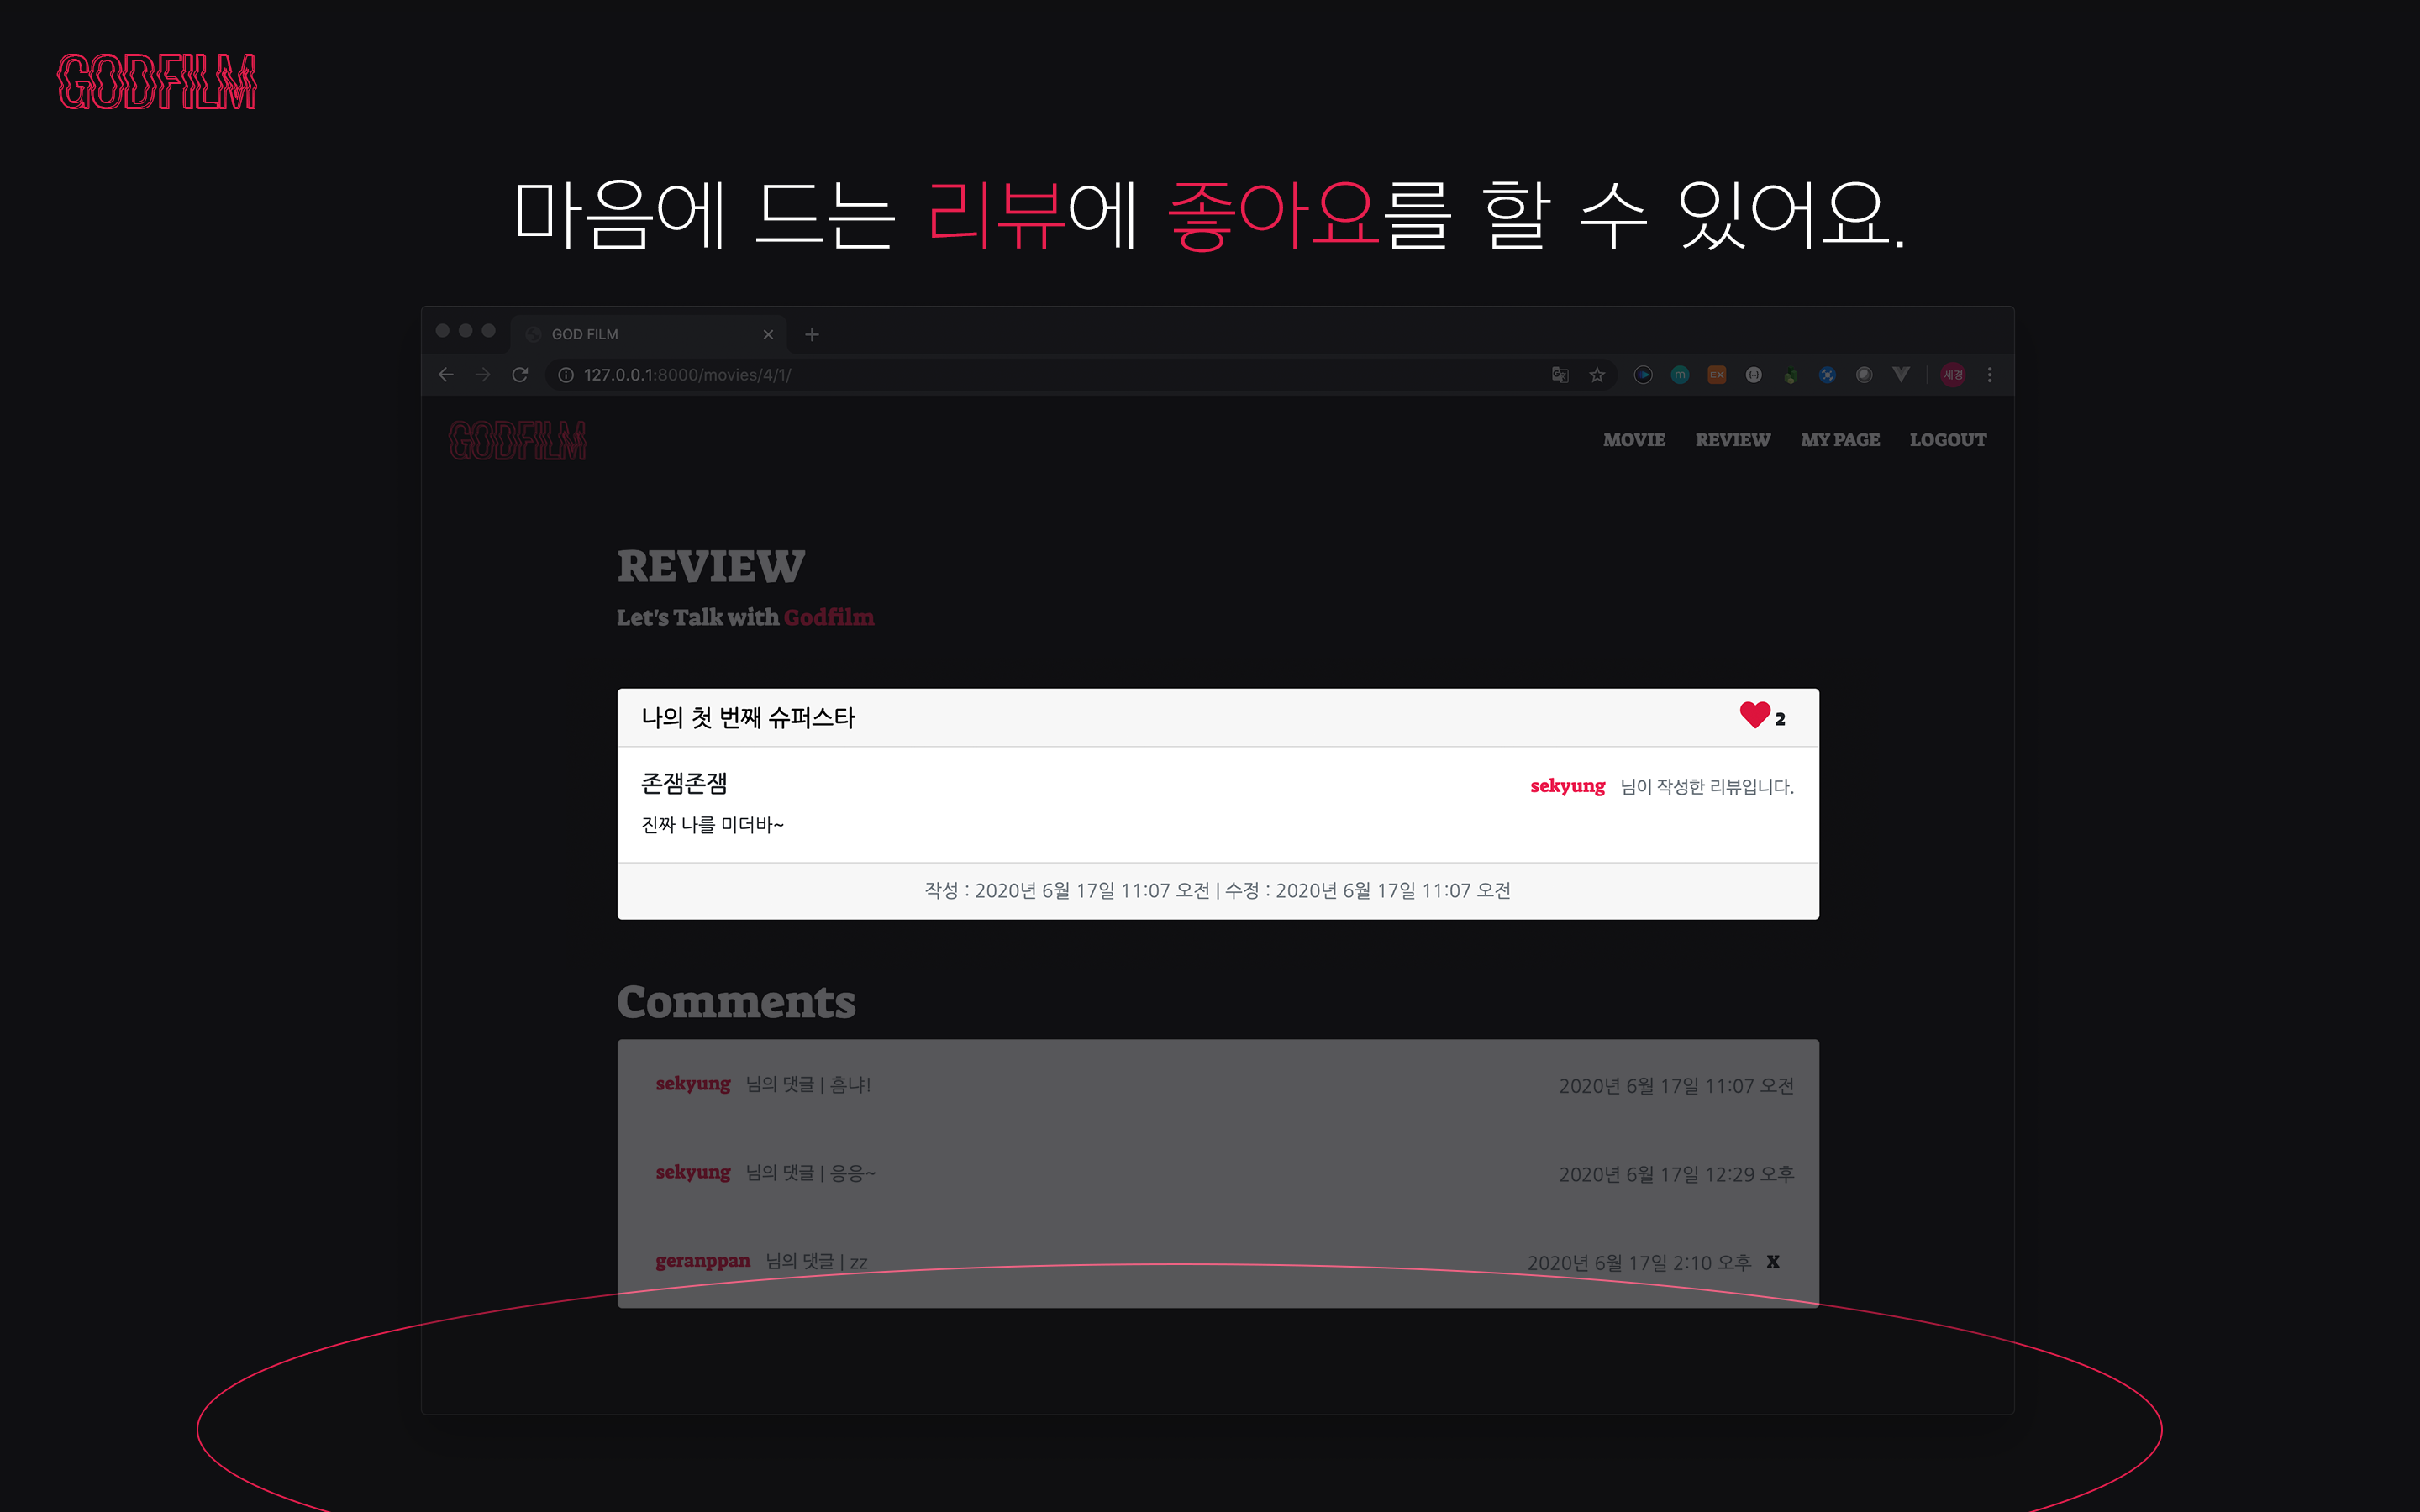 GODFILM
마음에 드는 리뷰에 좋아요를 할 수 있어요.
GOD FILM
127.0.0.1:8000/movies/4/1/
m
EX
세경
GODFILM
MOVIE REVIEW MY PAGE LOGOUT
REVIEW
Let's Talk with Godfilm
나의 첫 번째 슈퍼스타 2
존잼존잼
sekyung 님이 작성한 리뷰입니다.
진짜 나를 미더바~
작성 : 2020년 6월 17일 11:07 오전 | 수정 : 2020년 6월 17일 11:07 오전
Comments
sekyung 님의 댓글 | 흠냐! 2020년 6월 17일 11:07 오전
sekyung 님의 댓글 | 응응~ 2020년 6월 17일 12:29 오후
geranppan 님의 댓글 | zz 2020년 6월 17일 2:10 오후 X